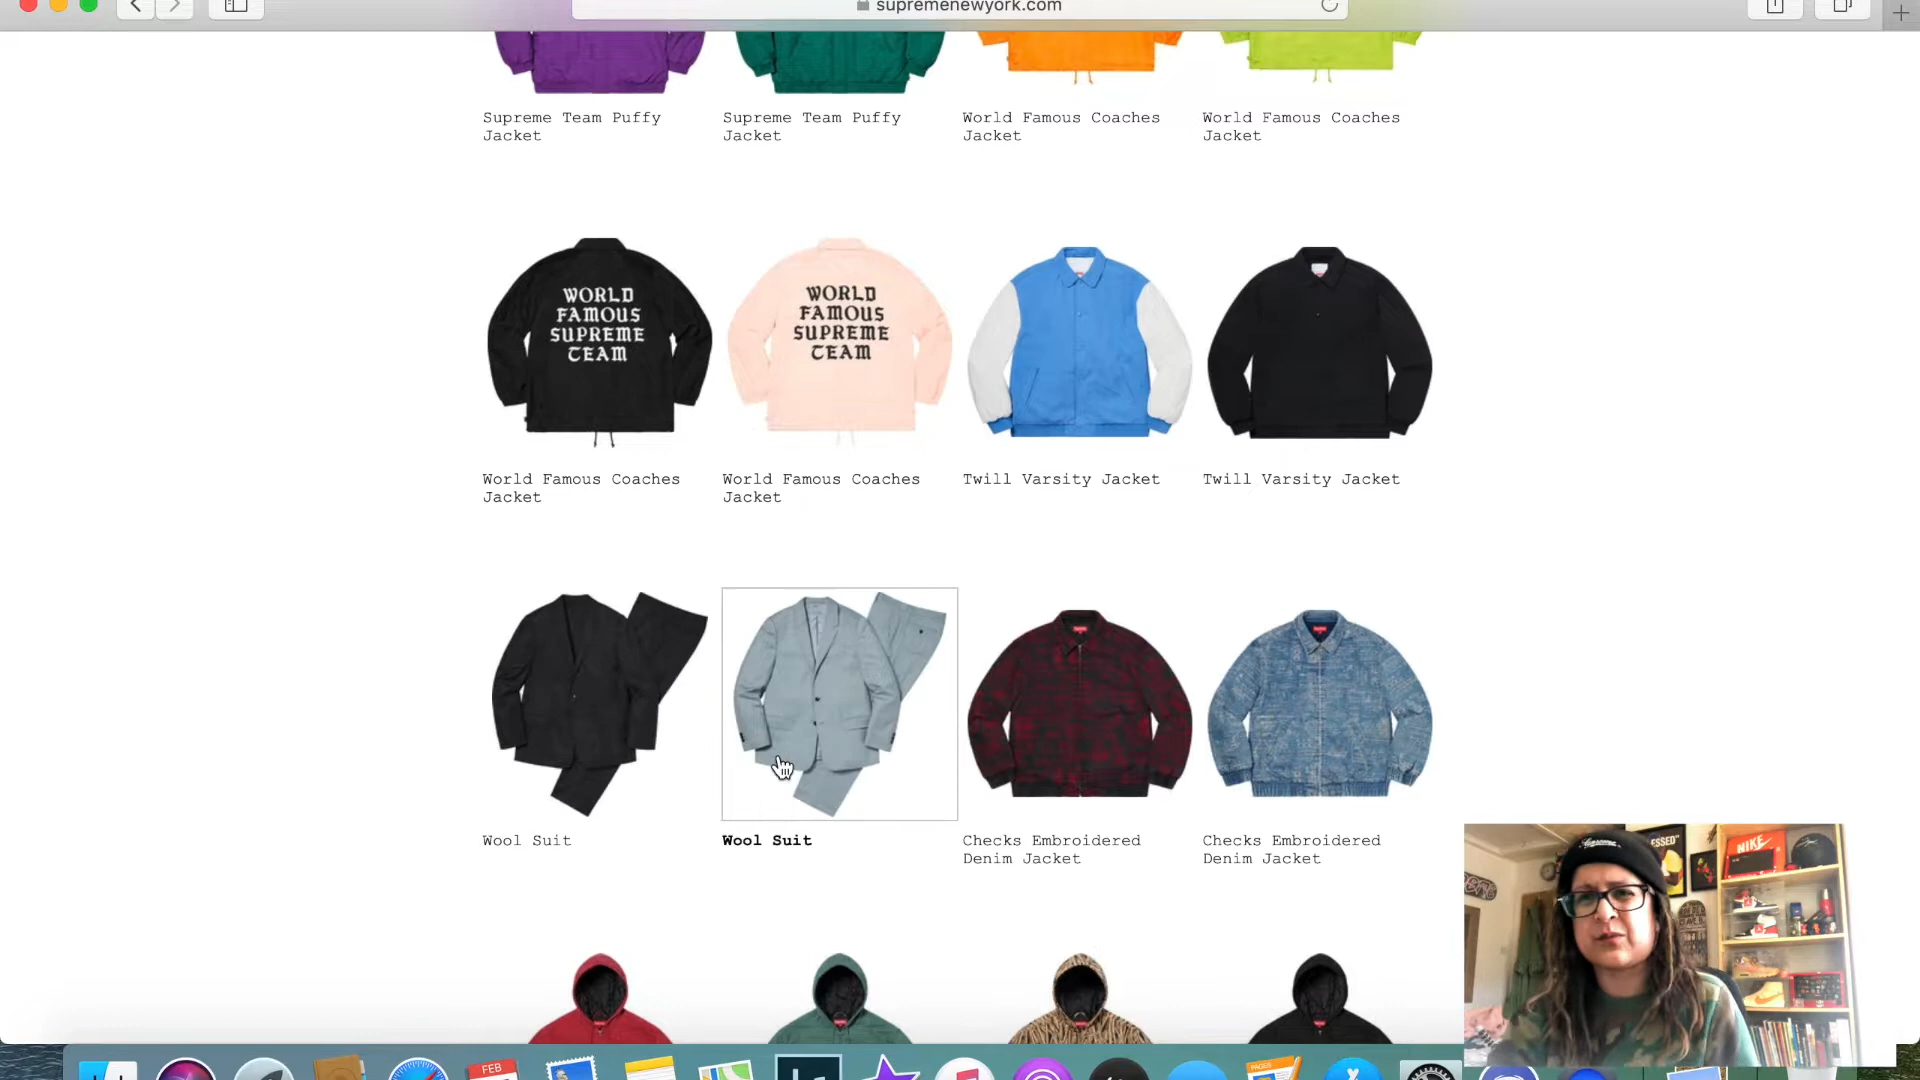 supremenewyork.com
Supreme Team Puffy
Jacket
Supreme Team Puffy
Jacket
World Famous Coaches
Jacket
World Famous Coaches
Jacket
WORLD
FAMOUS
SUPREME
TEAM
WORLD
FAMOUS
SUPREME
TEAM
World Famous Coaches
Jacket
World Famous Coaches
Jacket
Twill Varsity Jacket
Twill Varsity Jacket
Wool Suit
Wool Suit
Checks Embroidered
Denim Jacket
Checks Embroidered
Denim Jacket
NIKE
FEB
PAGES